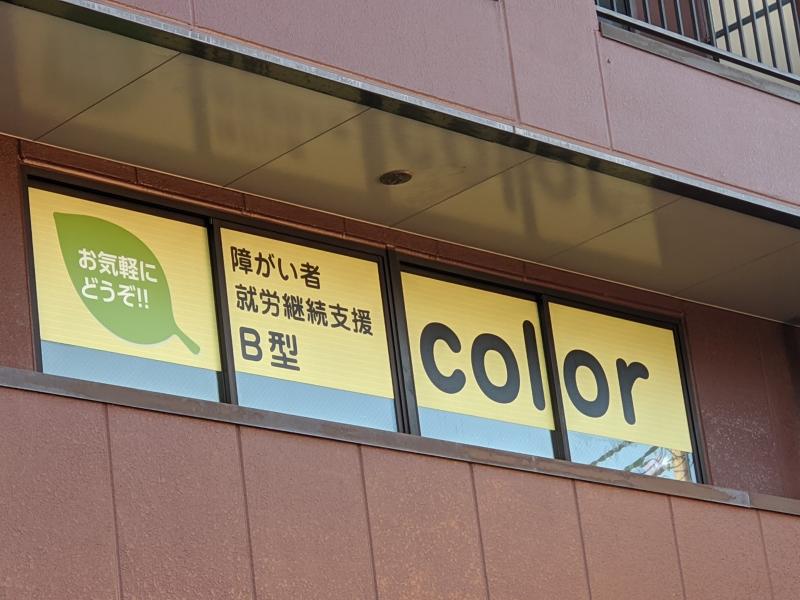 お気軽に
どうぞ!!
障がい者
就労継続支援
B型
color